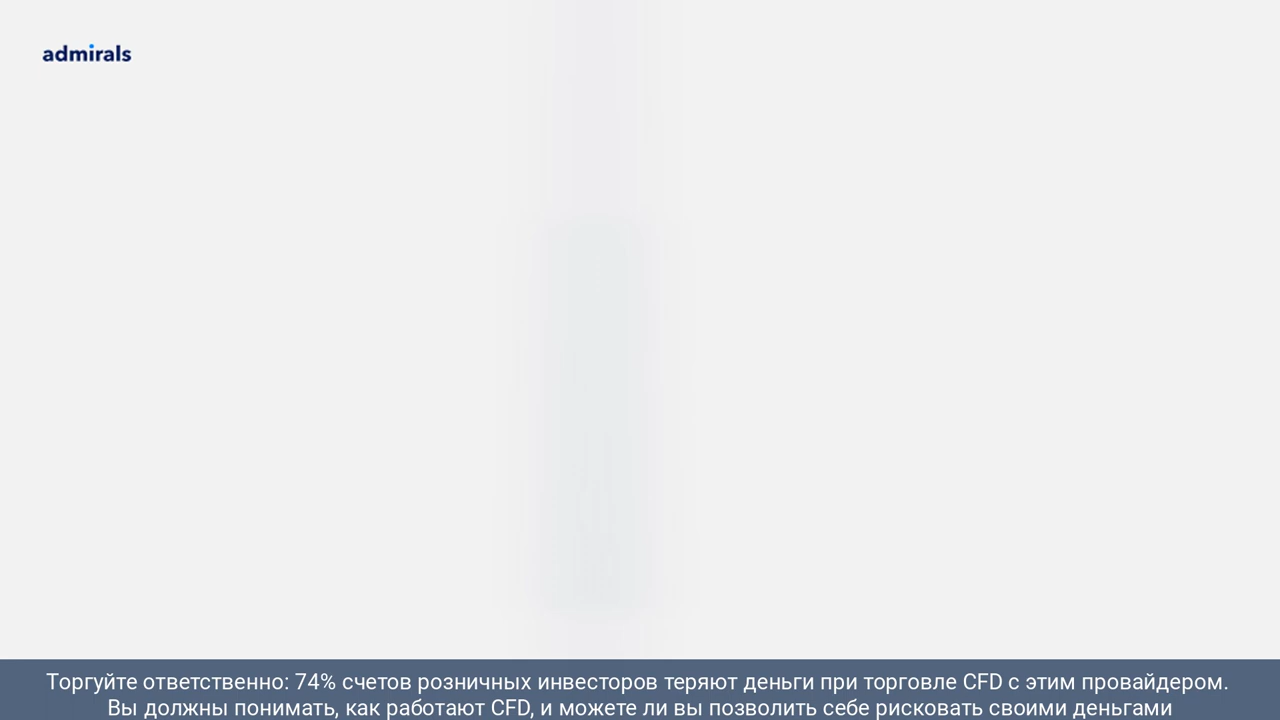 admirals
Торгуйте ответственно: 74% счетов розничных инвесторов теряют деньги при торговле CFD с этим провайдером.
Вы должны понимать, как работают CFD, и можете ли вы позволить себе рисковать своими деньгами